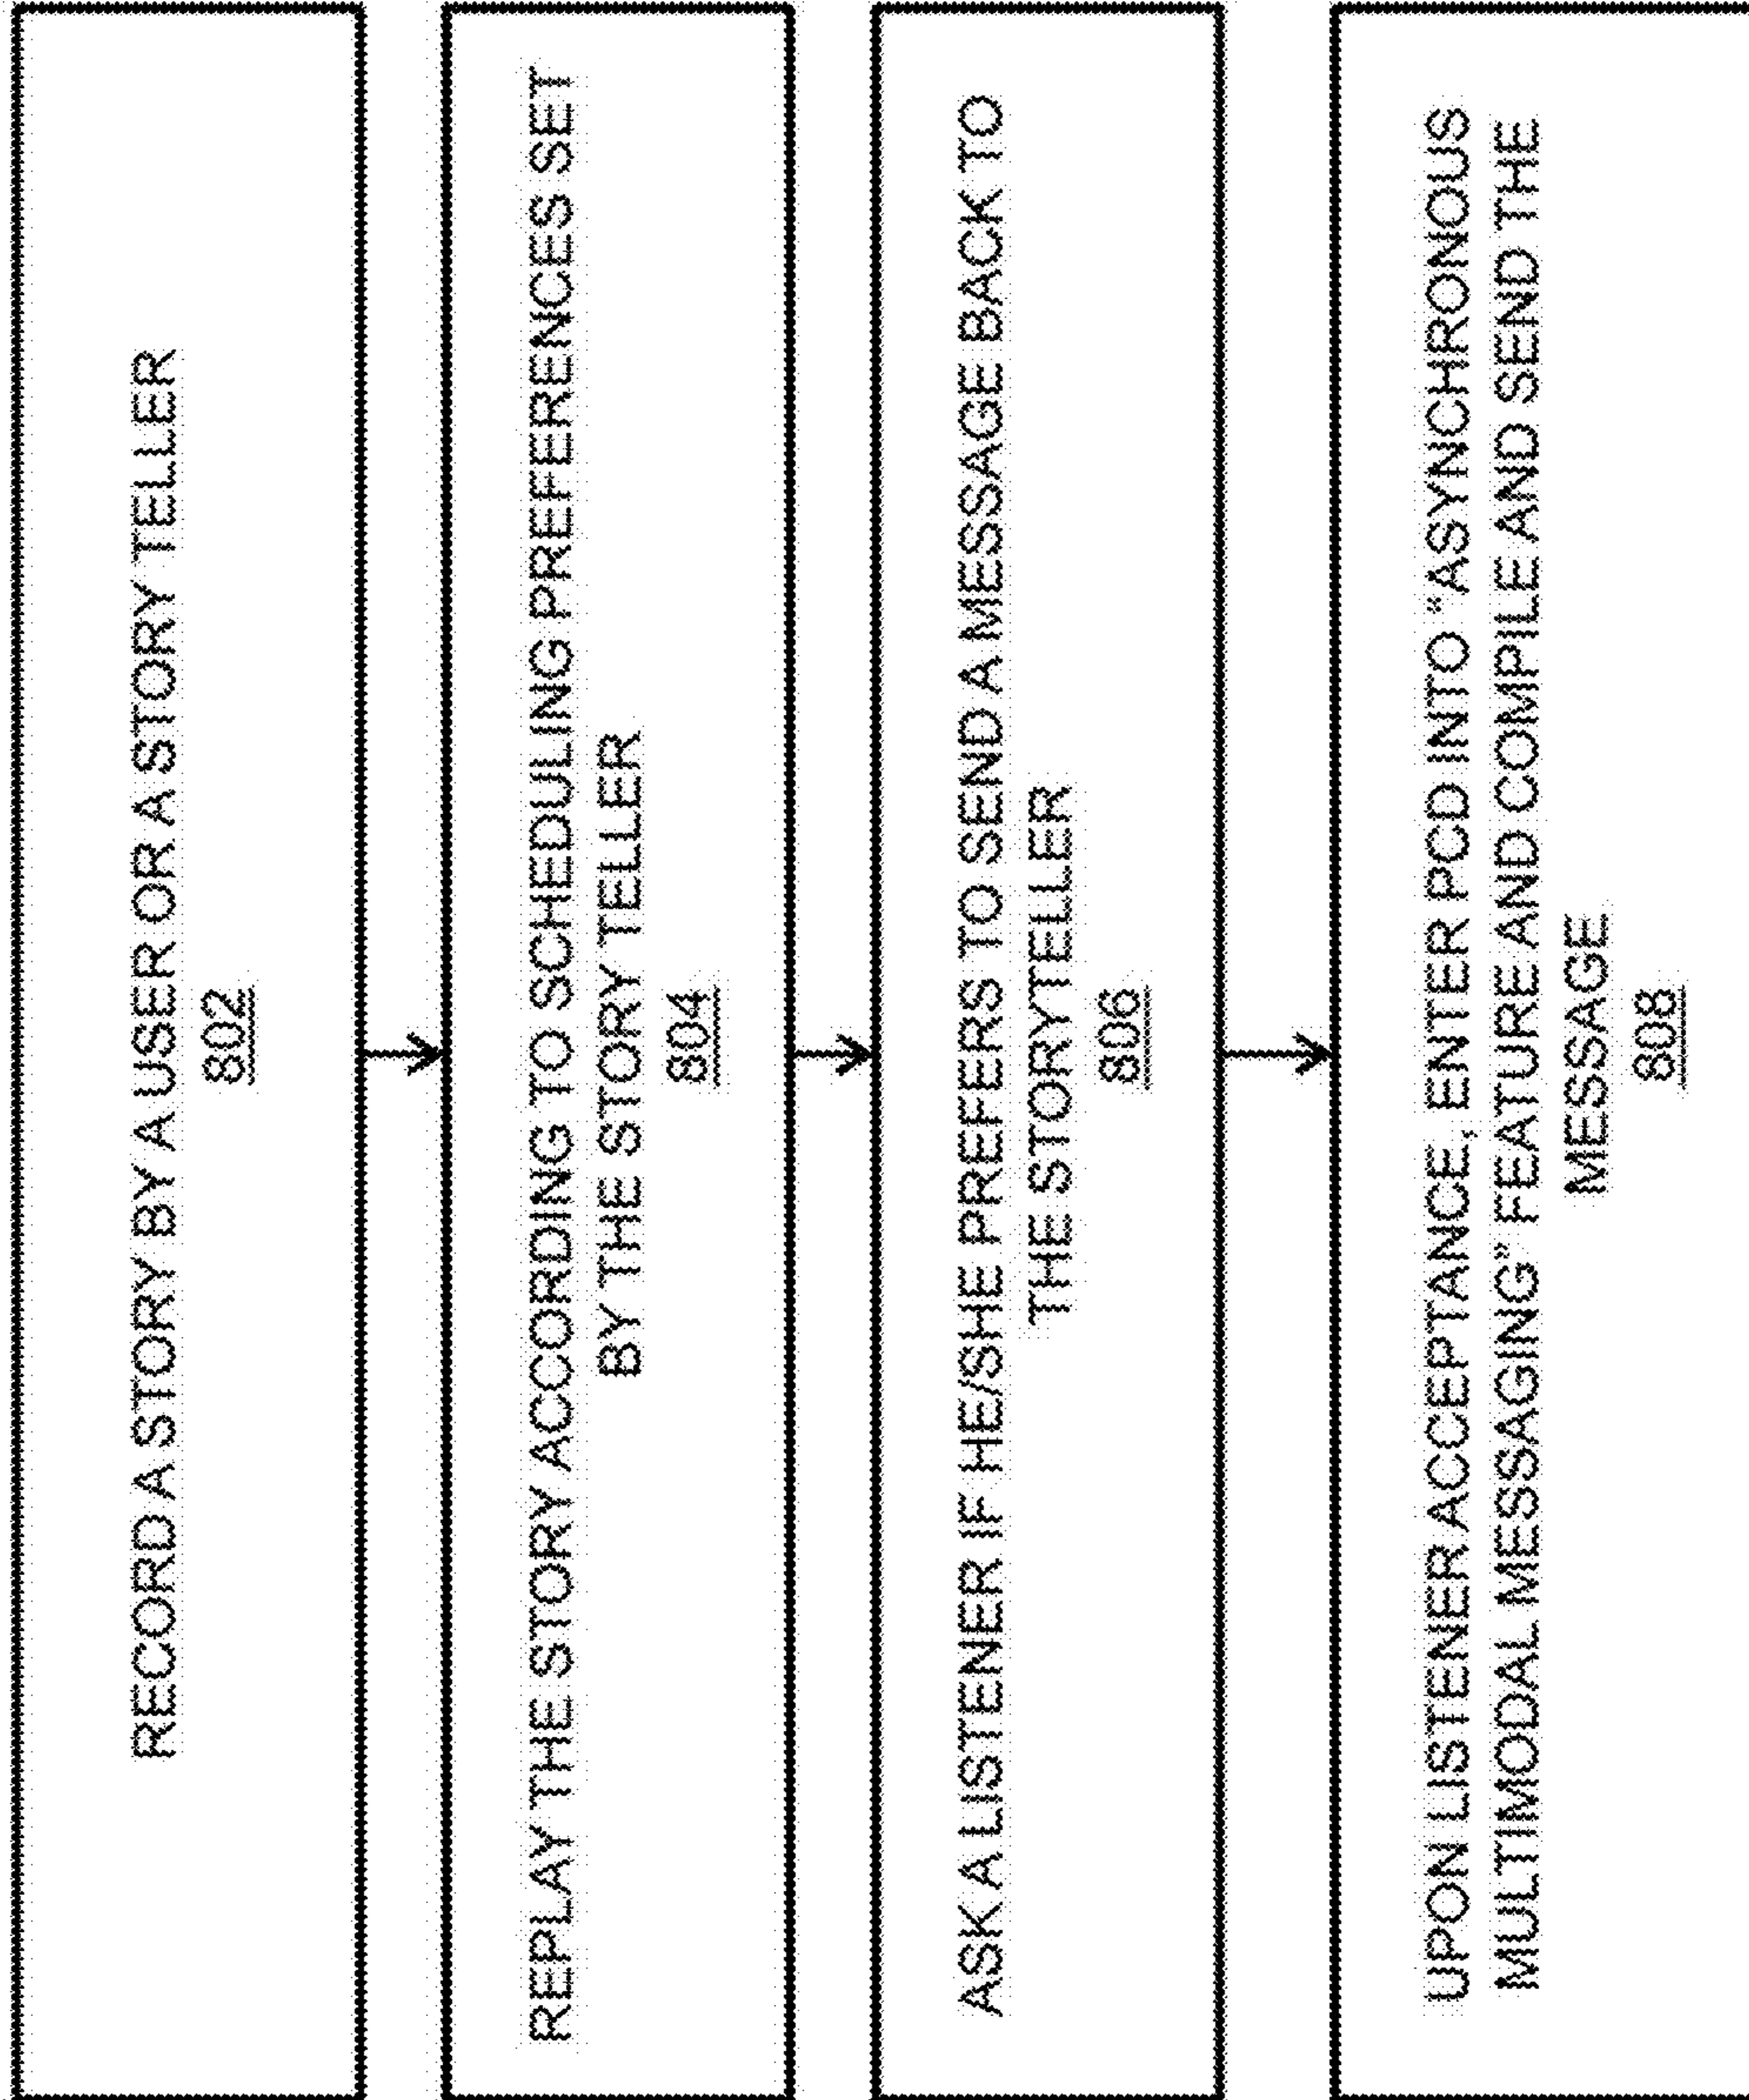 RECORD A STORY BY A USER OR A STORY TELLER
802
REPLAY THE STORY ACCORDING TO SCHEDULING PREFERENCES SET
BY THE STORY TELLER
804
ASK A LISTENER IF HE/SHE PREFERS TO SEND A MESSAGE BACK TO
THE STORYTELLER
806
UPON LISTENER ACCEPTANCE, ENTER PCD INTO "ASYNCHRONOUS
MULTIMODAL MESSAGING" FEATURE AND COMPILE AND SEND THE
MESSAGE
808